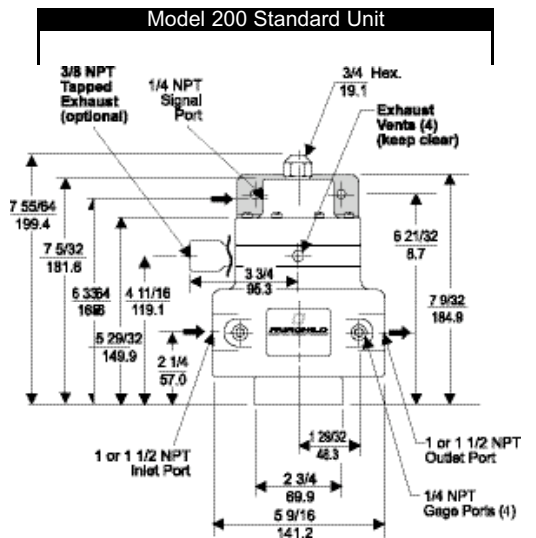 Model 200 Standard Unit
3/8 NPT
Tapped
Exhaust
(optional)
1/4 NPT
Signal
Port
3/4 Hex.
19.1
Exhaust
Vents (4)
(keep clear)
7 55/64
199.4
7 5/32
181.6
5 29/32
149.9
4 11/16
119.1
3 3/4
95.3
6 21/32
8.7
7 9/32
184.9
2 1/4
57.0
FAIRCHILD
1 or 1 1/2 NPT
Inlet Port
1 29/32
48.3
1 or 1 1/2 NPT
Outlet Port
2 3/4
69.9
1/4 NPT
Gage Ports (4)
5 9/16
141.2